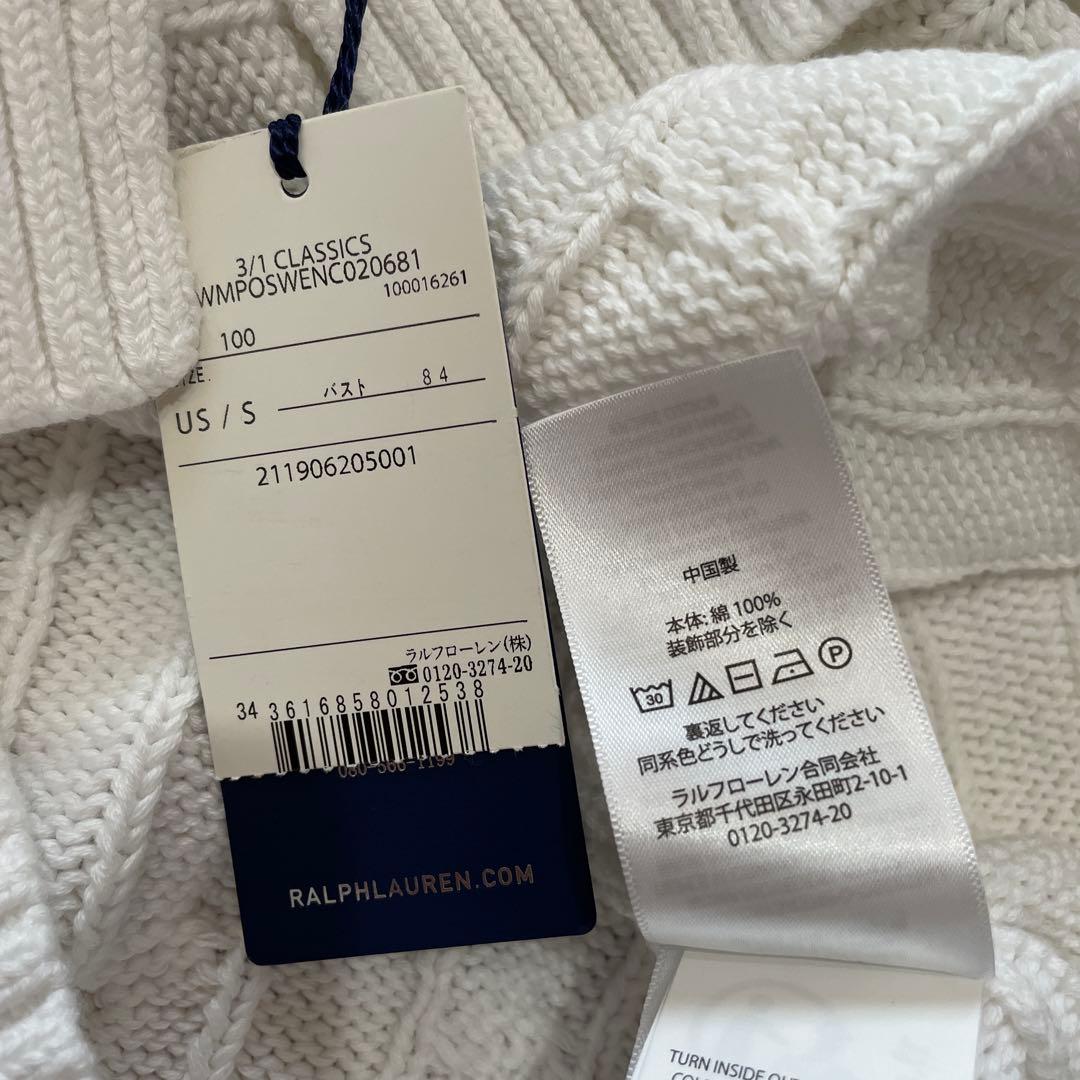 3/1 CLASSICS
WMPOSWENC020681
100016261
100
IZE.
US / S
バスト 84
211906205001
ラルフローレン(株)
0120-3274-20
34 3616858012538
RALPHLAUREN.COM
中国製
本体: 綿 100%
装飾部分を除く
30
P
裏返してください
同系色どうしで洗ってください
ラルフローレン合同会社
東京都千代田区永田町2-10-1
0120-3274-20
TURN INSIDE